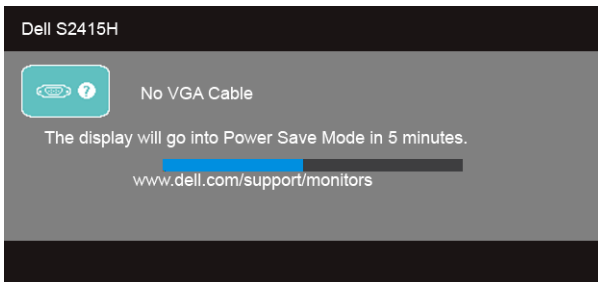 Dell S2415H
? No VGA Cable
The display will go into Power Save Mode in 5 minutes.
www.dell.com/support/monitors